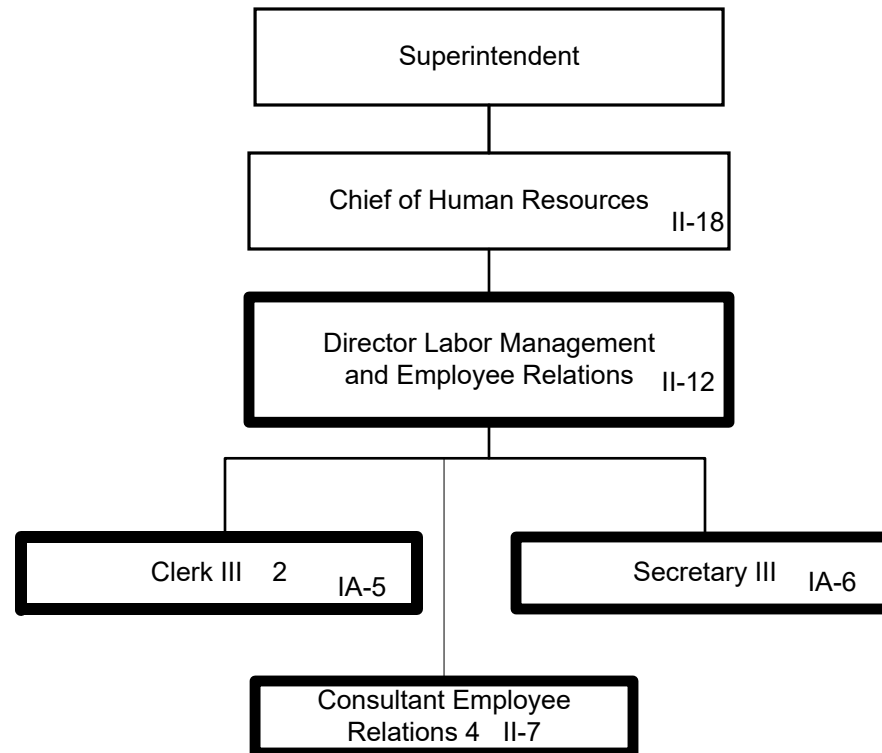 Superintendent
Chief of Human Resources
II-18
Director Labor Management
and Employee Relations II-12
Clerk III 2 IA-5
Secretary III IA-6
Consultant Employee
Relations 4 II-7